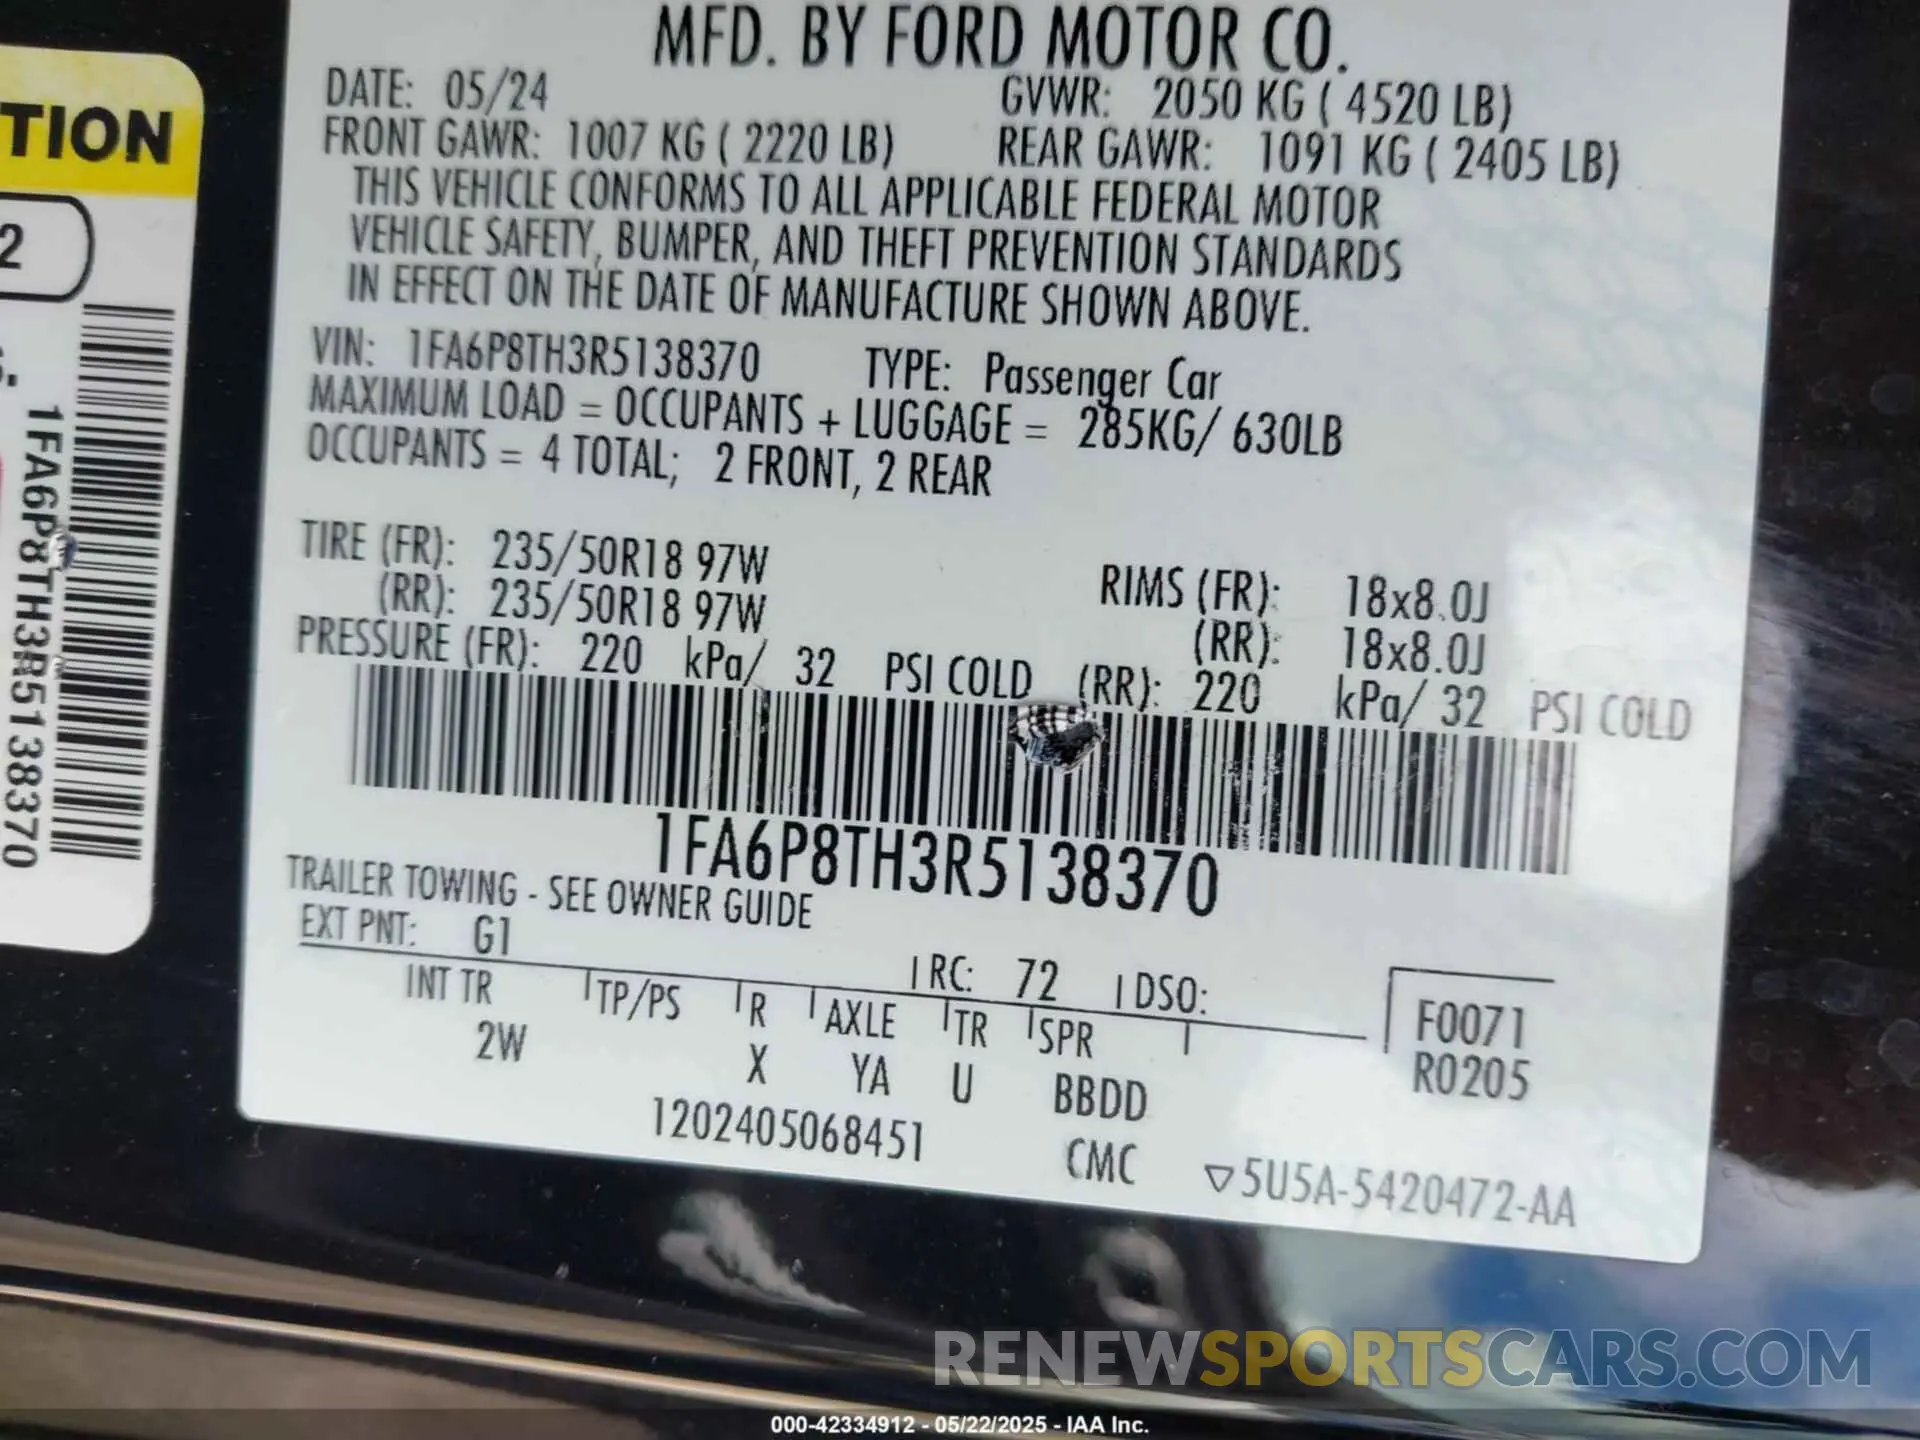 MFD. BY FORD MOTOR CO.
DATE: 05/24 GVWR: 2050 KG ( 4520 LB)
FRONT GAWR: 1007 KG ( 2220 LB) REAR GAWR: 1091 KG ( 2405 LB)
THIS VEHICLE CONFORMS TO ALL APPLICABLE FEDERAL MOTOR
VEHICLE SAFETY, BUMPER, AND THEFT PREVENTION STANDARDS
IN EFFECT ON THE DATE OF MANUFACTURE SHOWN ABOVE.
VIN: 1FA6P8TH3R5138370 TYPE: Passenger Car
MAXIMUM LOAD = OCCUPANTS + LUGGAGE = 285KG/ 630LB
OCCUPANTS = 4 TOTAL; 2 FRONT, 2 REAR
TIRE (FR): 235/50R18 97W RIMS (FR): 18x8.0J
(RR): 235/50R18 97W (RR): 18x8.0J
PRESSURE (FR): 220 kPa/ 32 PSI COLD (RR): 220 kPa/ 32 PSI COLD
1FA6P8TH3R5138370
TRAILER TOWING - SEE OWNER GUIDE
EXT PNT: G1 RC: 72 DSO:
INT TR TP/PS R AXLE TR SPR F0071
2W X YA U BBDD R0205
1202405068451 CMC ▽5U5A-5420472-AA
TION
2
1FA6P8TH3R5138370
RENEWSPORTSCARS.COM
000-42334912 - 05/22/2025 - IAA Inc.